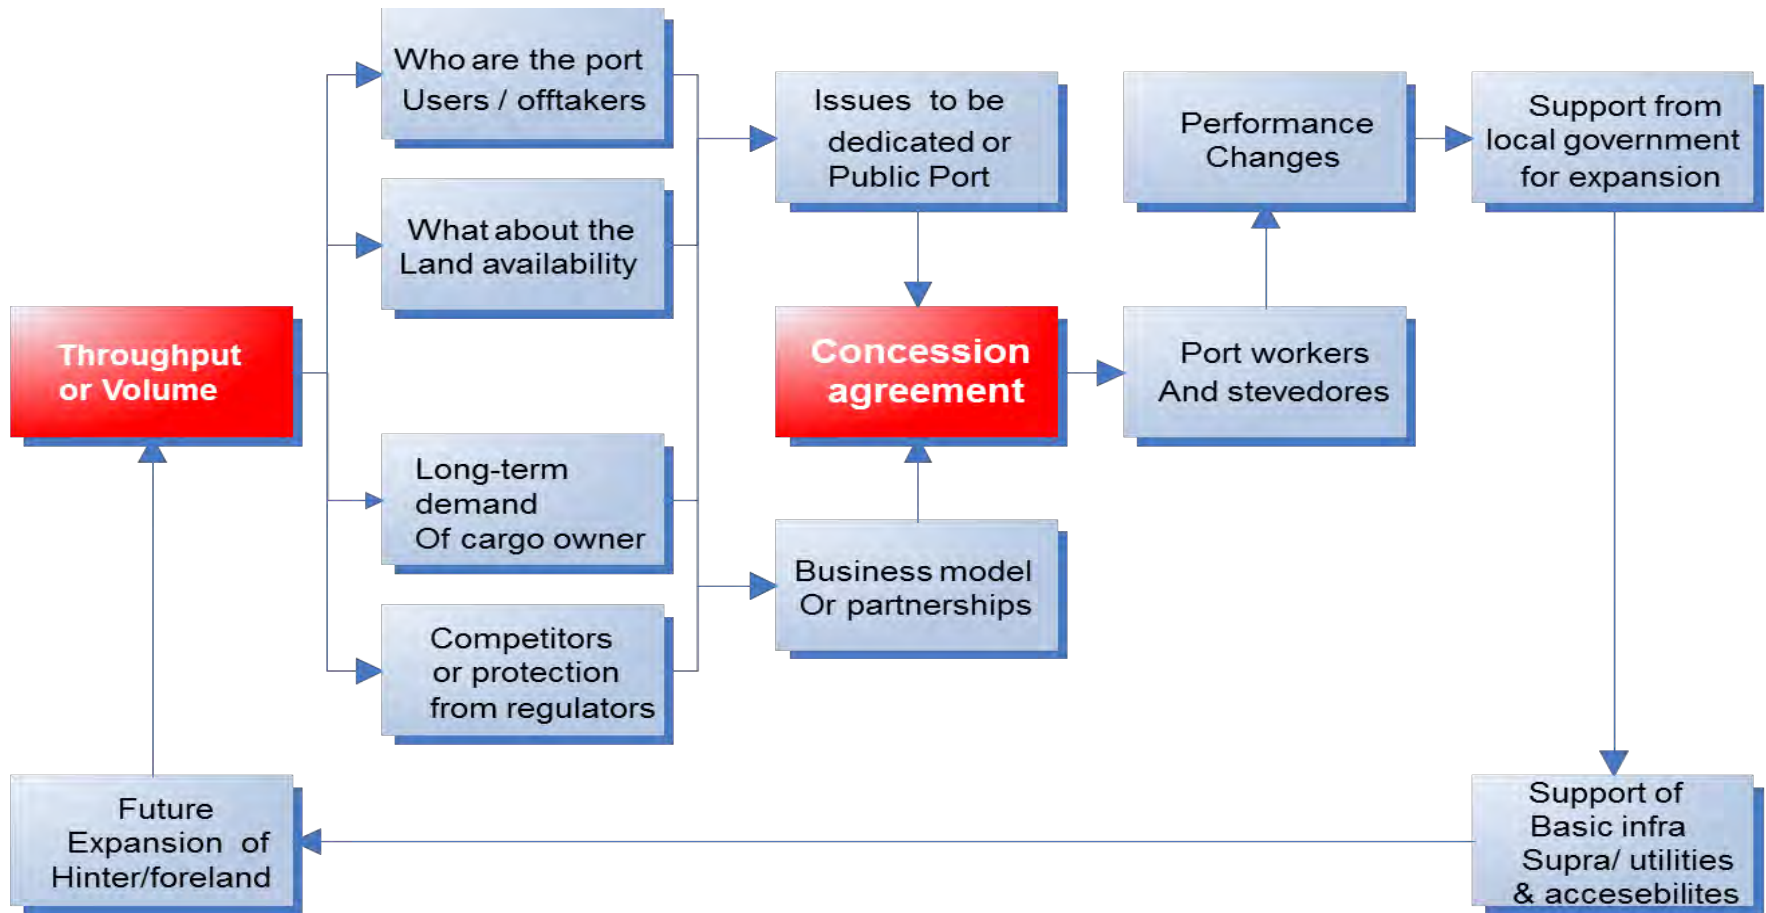 Who are the port
Users / offtakers
What about the
Land availability
Throughput
or Volume
Long-term
demand
Of cargo owner
Competitors
or protection
from regulators
Issues to be
dedicated or
Public Port
Concession
agreement
Business model
Or partnerships
Performance
Changes
Port workers
And stevedores
Support from
local government
for expansion
Support of
Basic infra
Supra/ utilities
& accesebilites
Future
Expansion of
Hinter/foreland